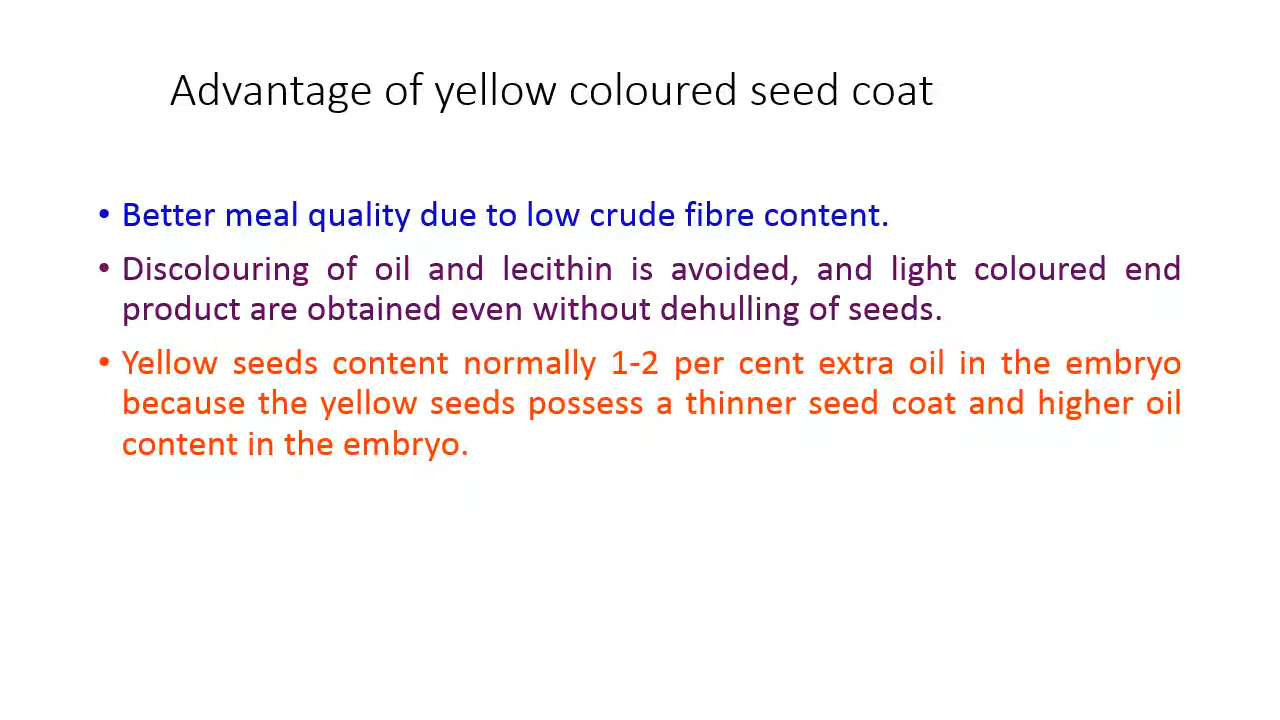 Advantage of yellow coloured seed coat
• Better meal quality due to low crude fibre content.
• Discolouring of oil and lecithin is avoided, and light coloured end
product are obtained even without dehulling of seeds.
• Yellow seeds content normally 1-2 per cent extra oil in the embryo
because the yellow seeds possess a thinner seed coat and higher oil
content in the embryo.